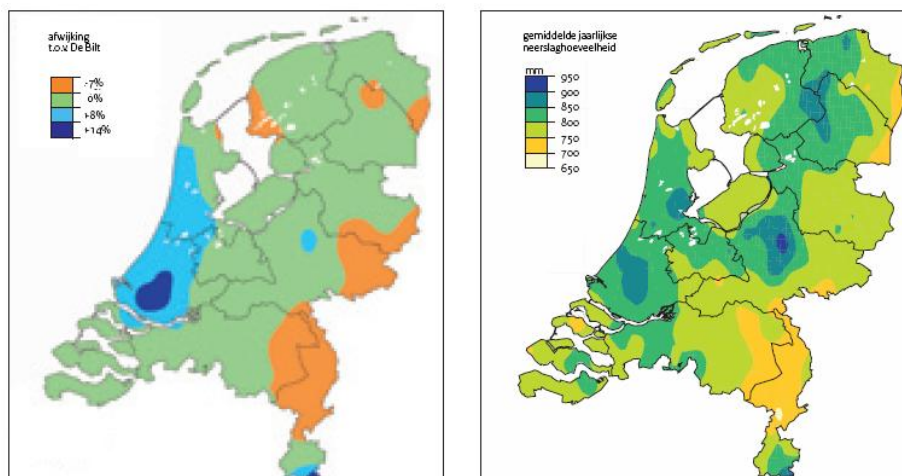 afwijking
t.o.v. De Bilt
-7%
0%
+8%
+14%
gemiddelde jaarlijkse
neerslaghoeveelheid
mm
950
900
850
800
750
700
650